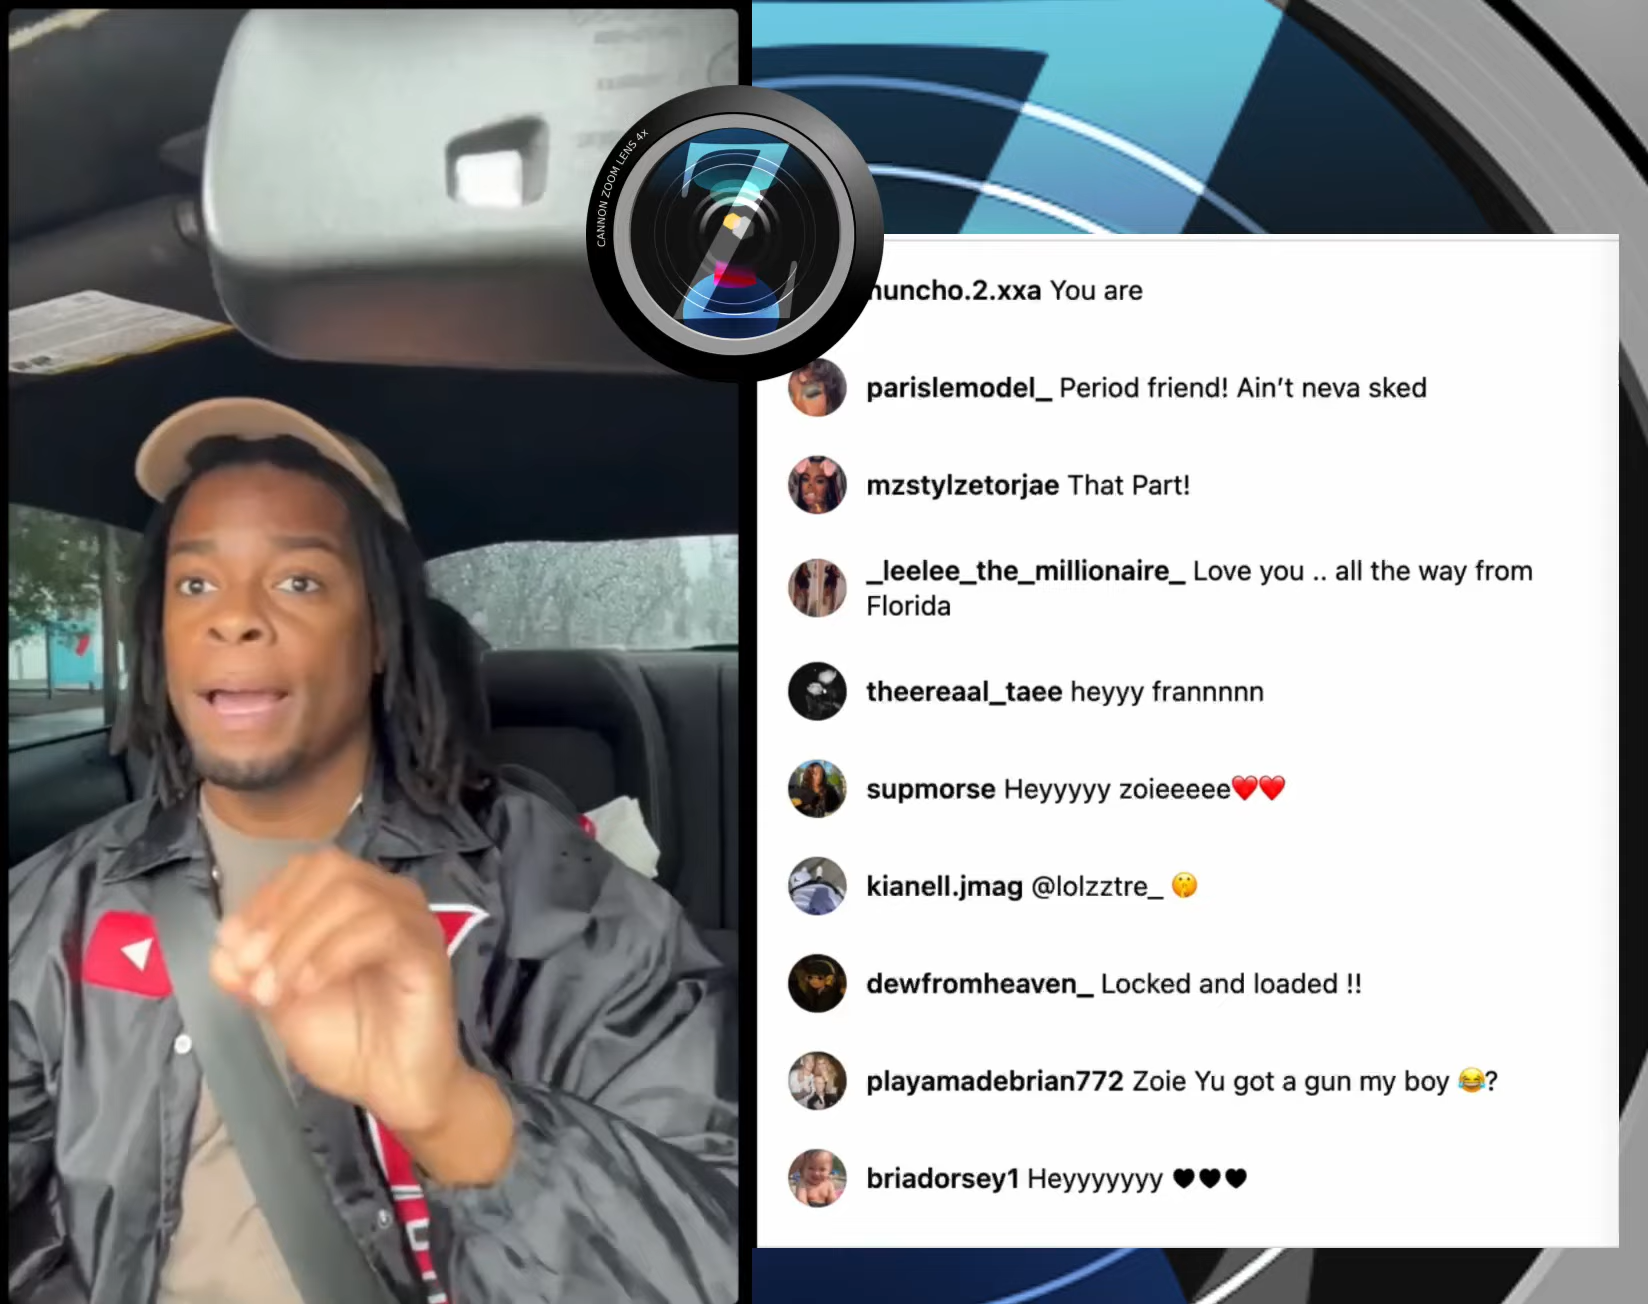 CANNON ZOOM LENS 4x
huncho.2.xxa You are
parislemodel_ Period friend! Ain't neva sked
mzstylzetorjae That Part!
_leelee_the_millionaire_ Love you .. all the way from
Florida
theereaal_taee heyyy frannnnn
supmorse Heyyyyy zoieeeee❤️❤️
kianell.jmag @lolzztre_ 🤫
dewfromheaven_ Locked and loaded !!
playamadebrian772 Zoie Yu got a gun my boy 😂?
briadorsey1 Heyyyyyyy 🖤🖤🖤